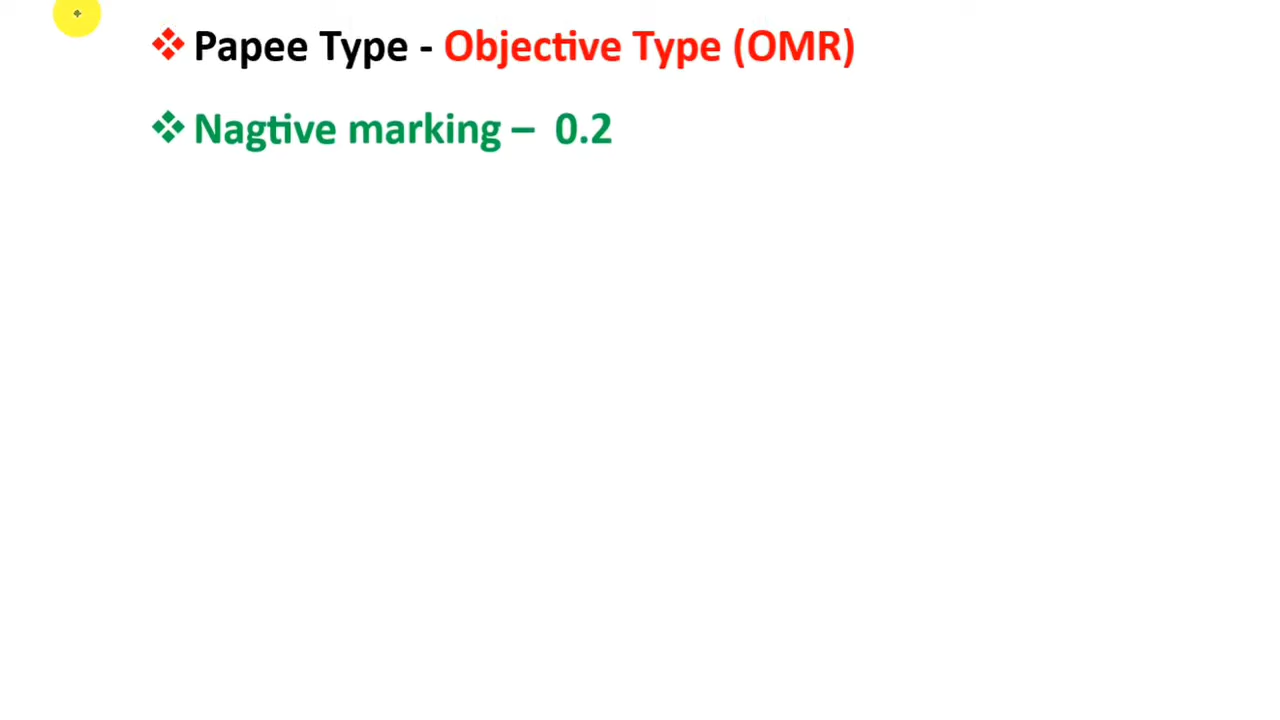 ❖ Papee Type - Objective Type (OMR)
❖ Nagtive marking – 0.2